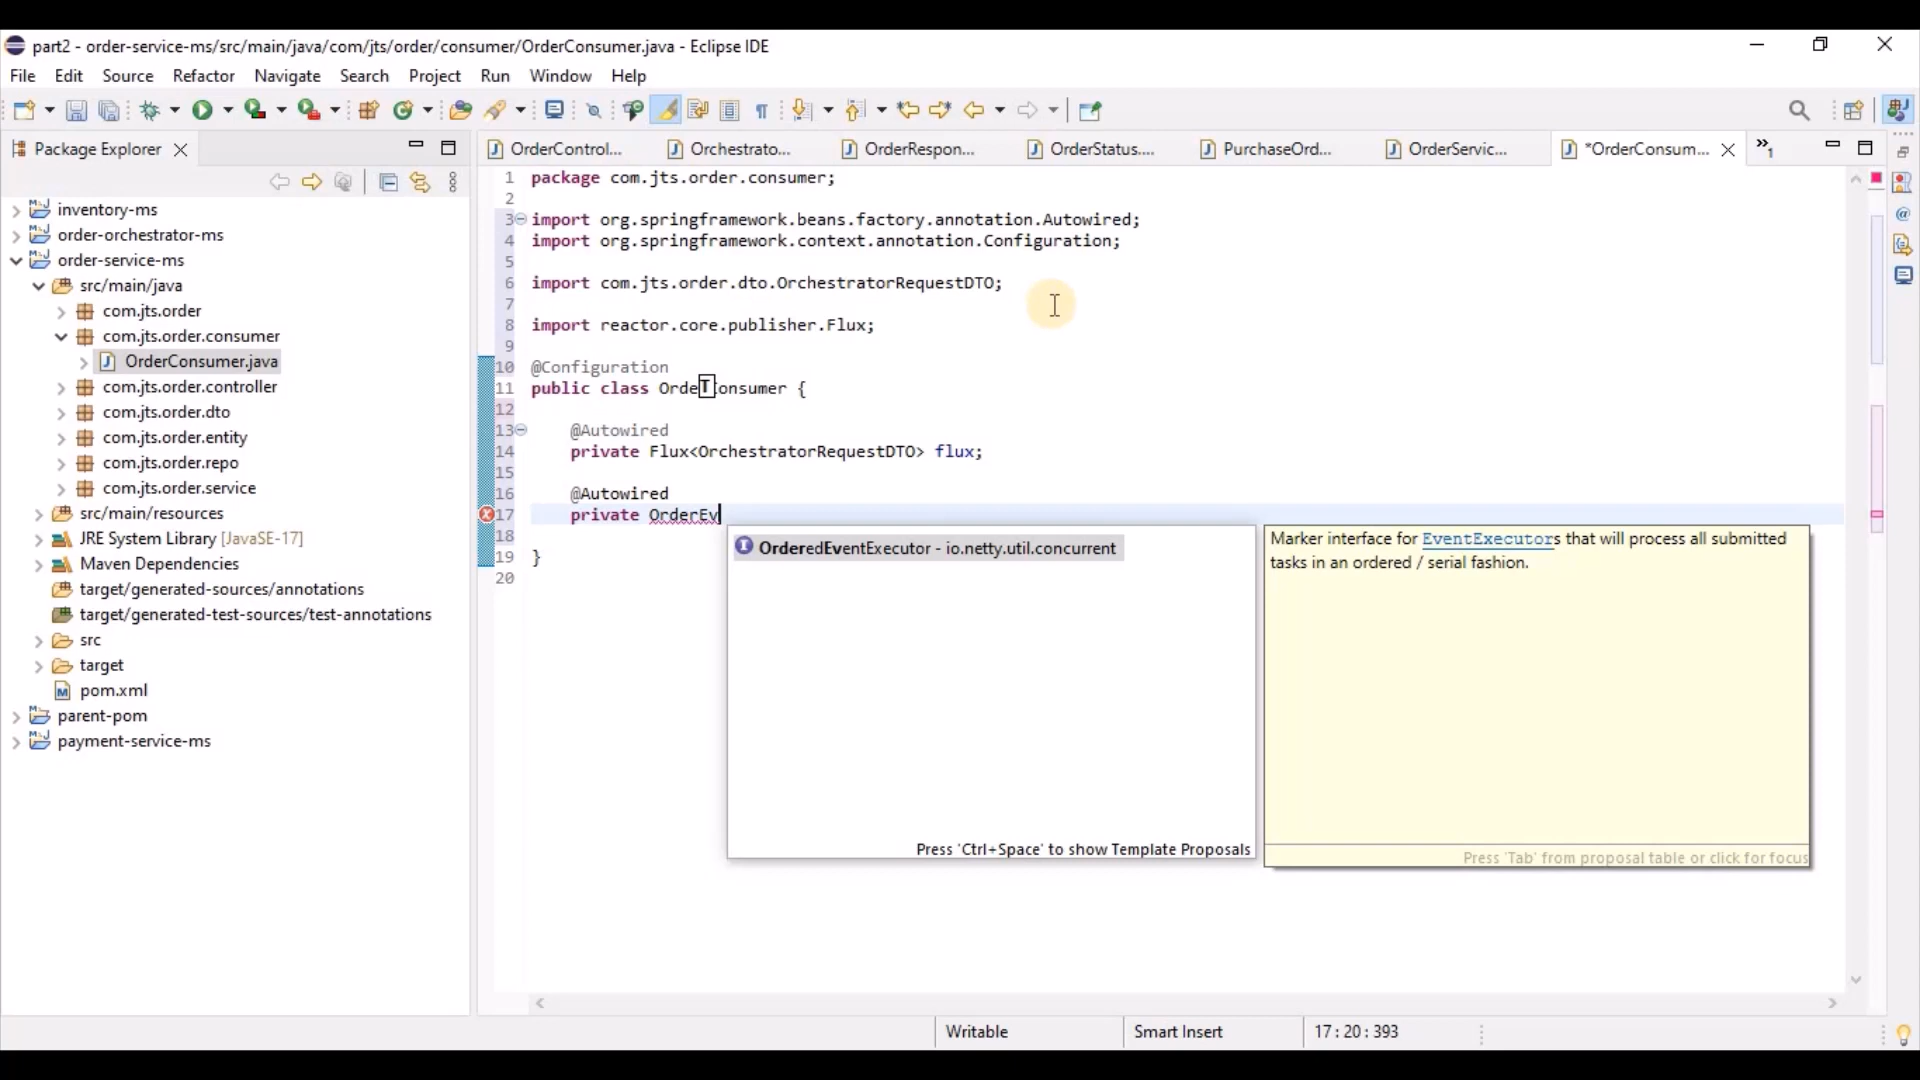 part2 - order-service-ms/src/main/java/com/jts/order/consumer/OrderConsumer.java - Eclipse IDE
File Edit Source Refactor Navigate Search Project Run Window Help
Package Explorer
inventory-ms
order-orchestrator-ms
order-service-ms
src/main/java
com.jts.order
com.jts.order.consumer
OrderConsumer.java
com.jts.order.controller
com.jts.order.dto
com.jts.order.entity
com.jts.order.repo
com.jts.order.service
src/main/resources
JRE System Library [JavaSE-17]
Maven Dependencies
target/generated-sources/annotations
target/generated-test-sources/test-annotations
src
target
pom.xml
parent-pom
payment-service-ms
OrderControl... Orchestrato... OrderRespon... OrderStatus.... PurchaseOrd... OrderServic... *OrderConsum... »1
1 package com.jts.order.consumer;
2
3 import org.springframework.beans.factory.annotation.Autowired;
4 import org.springframework.context.annotation.Configuration;
5
6 import com.jts.order.dto.OrchestratorRequestDTO;
7
8 import reactor.core.publisher.Flux;
9
10 @Configuration
11 public class OrderConsumer {
12
13 @Autowired
14 private Flux<OrchestratorRequestDTO> flux;
15
16 @Autowired
17 private OrderEv
18
19 }
20
OrderedEventExecutor - io.netty.util.concurrent
Press 'Ctrl+Space' to show Template Proposals
Marker interface for EventExecutors that will process all submitted
tasks in an ordered / serial fashion.
Press 'Tab' from proposal table or click for focus
Writable Smart Insert 17 : 20 : 393